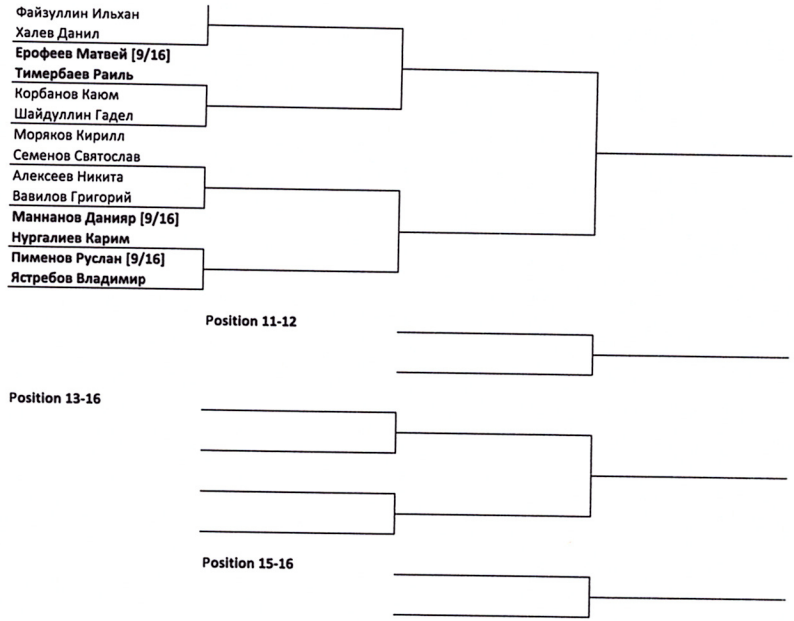 Файзуллин Ильхан
Халев Данил
Ерофеев Матвей [9/16]
Тимербаев Раиль
Корбанов Каюм
Шайдуллин Гадел
Моряков Кирилл
Семенов Святослав
Алексеев Никита
Вавилов Григорий
Маннанов Данияр [9/16]
Нургалиев Карим
Пименов Руслан [9/16]
Ястребов Владимир
Position 11-12
Position 13-16
Position 15-16